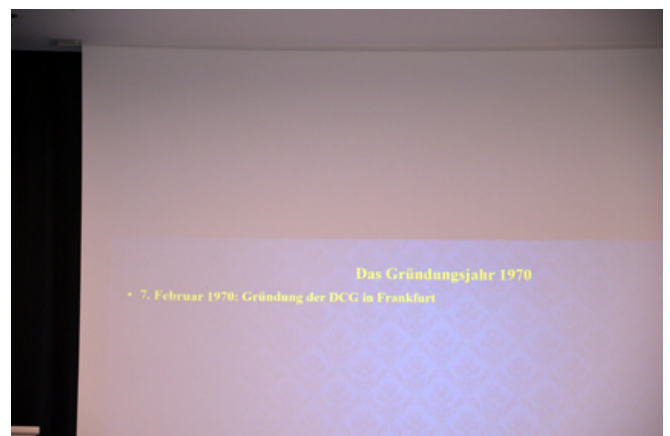 Das Gründungsjahr 1970
• 7. Februar 1970: Gründung der DCG in Frankfurt